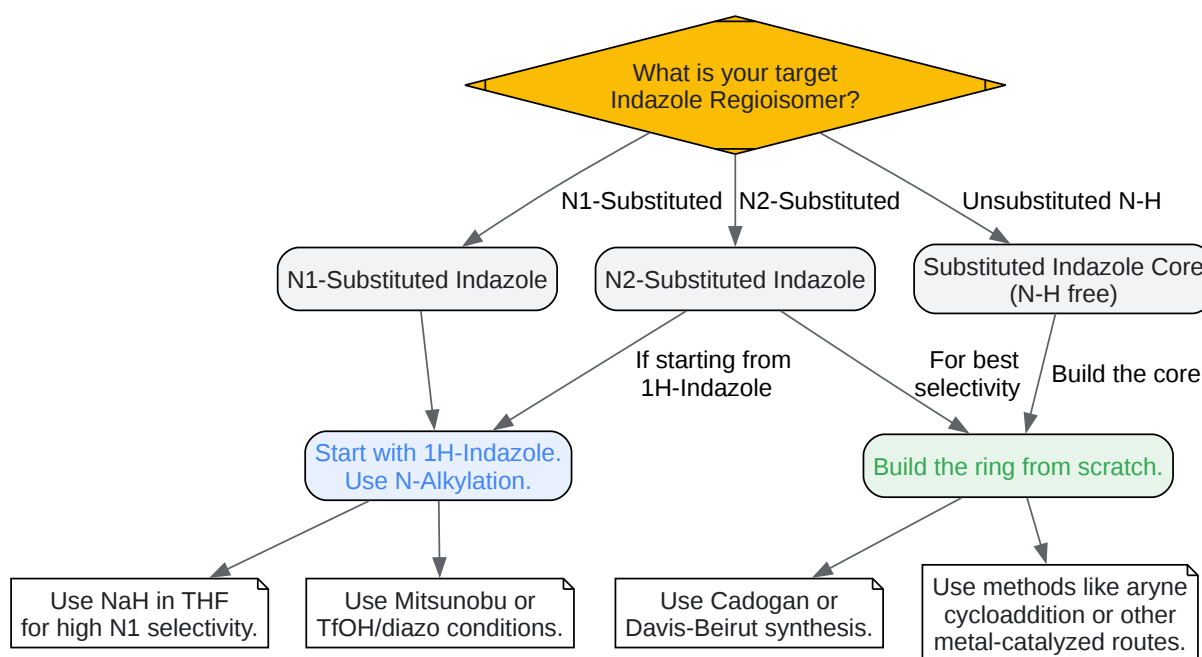 What is your target
Indazole Regioisomer?
N1-Substituted
N2-Substituted
Unsubstituted N-H
N1-Substituted Indazole
N2-Substituted Indazole
Substituted Indazole Core
(N-H free)
If starting from
1H-Indazole
For best
selectivity
Build the core
Start with 1H-Indazole.
Use N-Alkylation.
Build the ring from scratch.
Use NaH in THF
for high N1 selectivity.
Use Mitsunobu or
TfOH/diazo conditions.
Use Cadogan or
Davis-Beirut synthesis.
Use methods like aryne
cycloaddition or other
metal-catalyzed routes.